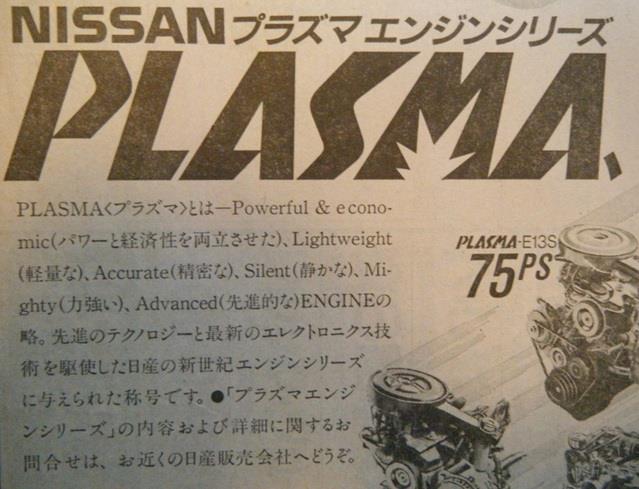 NISSANプラズマエンジンシリーズ
PLASMA、
PLASMA〈プラズマ〉とは—Powerful & econo-
mic(パワーと経済性を両立させた)、Lightweight
(軽量な)、Accurate(精密な)、Silent(静かな)、Mi-
ghty(力強い)、Advanced(先進的な)ENGINEの
略。先進のテクノロジーと最新のエレクトロニクス技
術を駆使した日産の新世紀エンジンシリーズ
に与えられた称号です。●「プラズマエンジ
ンシリーズ」の内容および詳細に関するお
問合せは、お近くの日産販売会社へどうぞ。
PLASMA-E13S
75PS